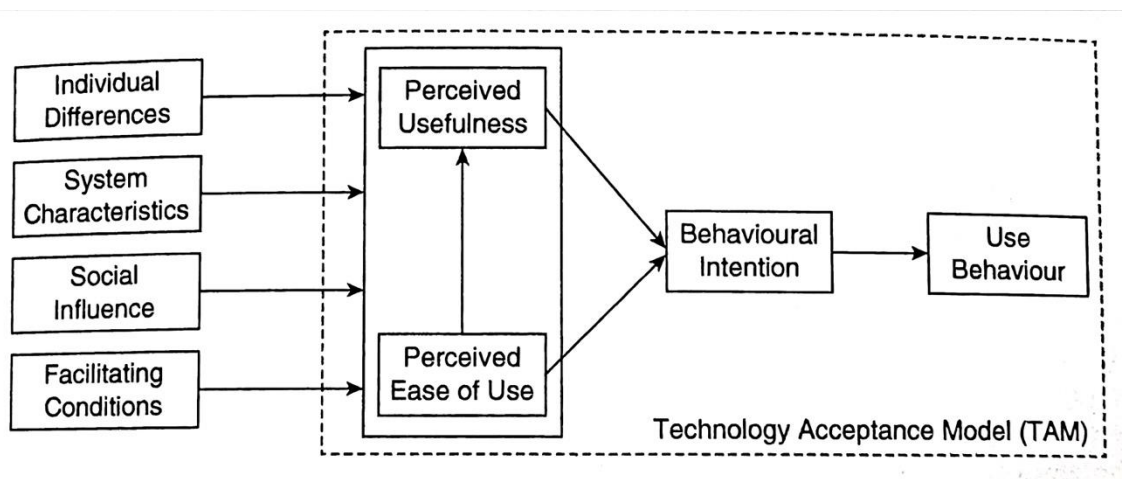 Individual
Differences
System
Characteristics
Social
Influence
Facilitating
Conditions
Perceived
Usefulness
Perceived
Ease of Use
Behavioural
Intention
Use
Behaviour
Technology Acceptance Model (TAM)